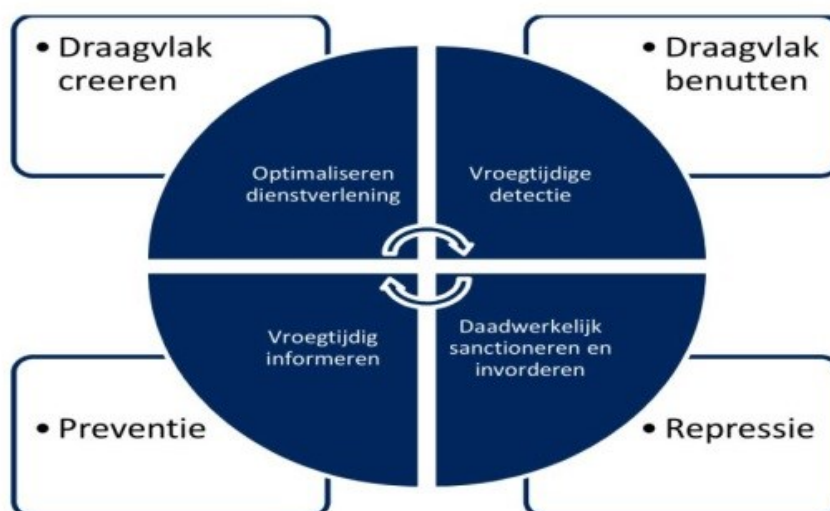 • Draagvlak
creeren
• Draagvlak
benutten
Optimaliseren
dienstverlening
Vroegtijdige
detectie
Vroegtijdig
informeren
Daadwerkelijk
sanctioneren en
invorderen
• Preventie
• Repressie